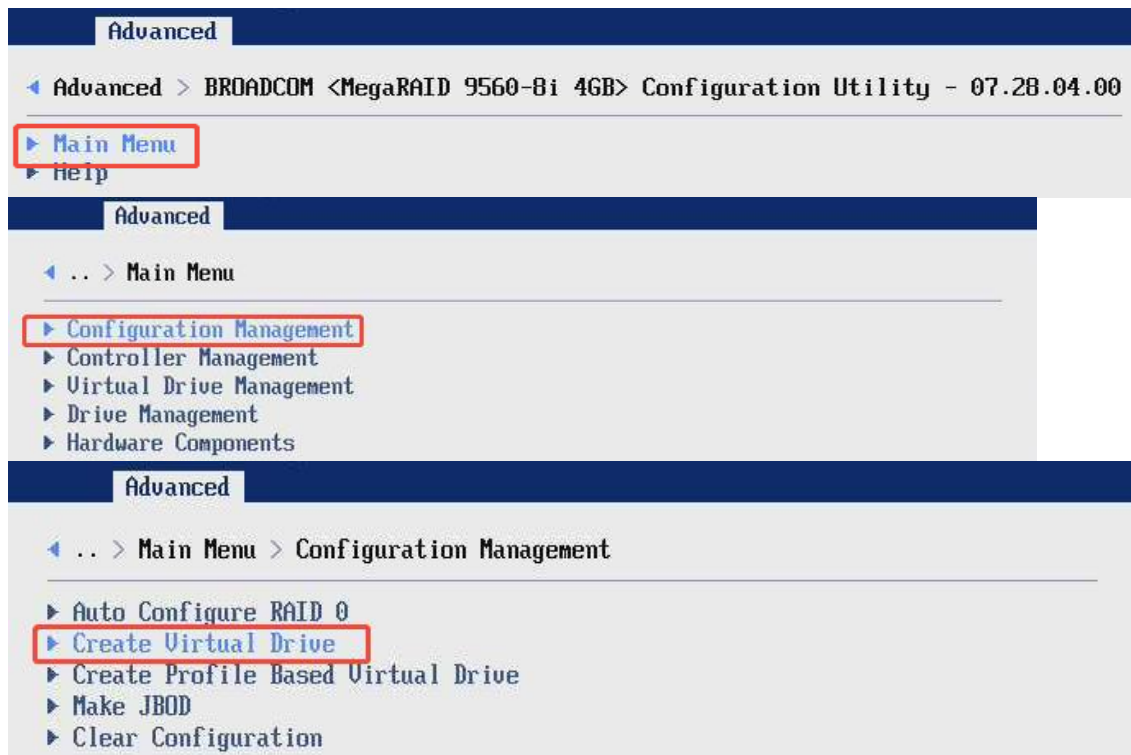 Advanced
Advanced > BROADCOM <MegaRAID 9560-8i 4GB> Configuration Utility - 07.28.04.00
Main Menu
Help
Advanced
.. > Main Menu
Configuration Management
Controller Management
Virtual Drive Management
Drive Management
Hardware Components
Advanced
.. > Main Menu > Configuration Management
Auto Configure RAID 0
Create Virtual Drive
Create Profile Based Virtual Drive
Make JBOD
Clear Configuration